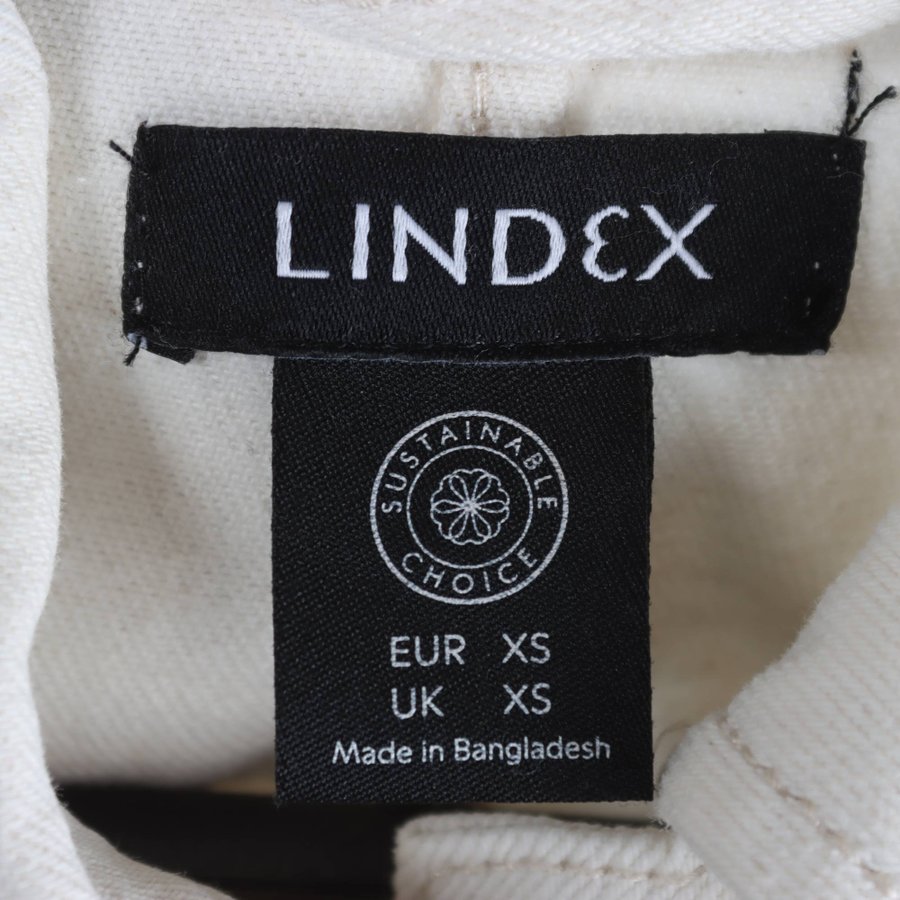 LINDEX
SUSTAINABLE
CHOICE
EUR XS
UK XS
Made in Bangladesh